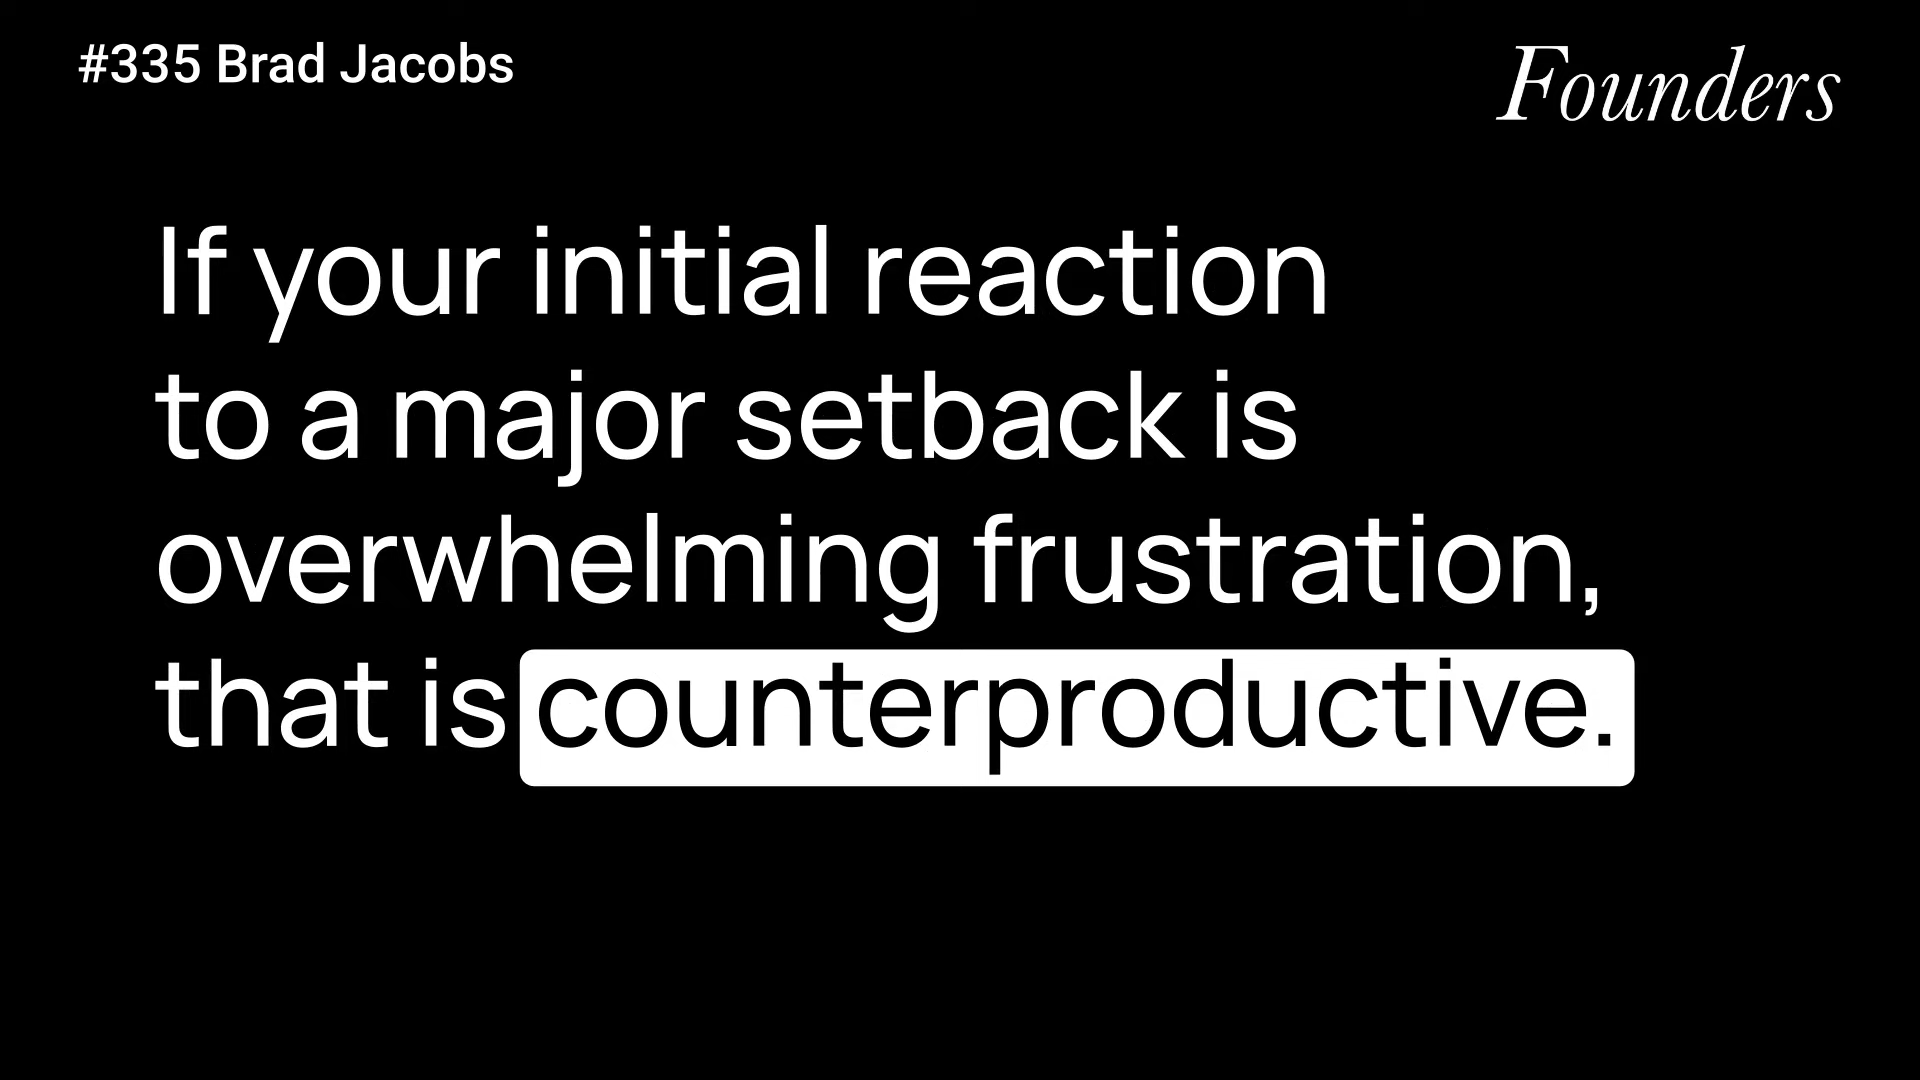 #335 Brad Jacobs
Founders
If your initial reaction
to a major setback is
overwhelming frustration,
that is counterproductive.